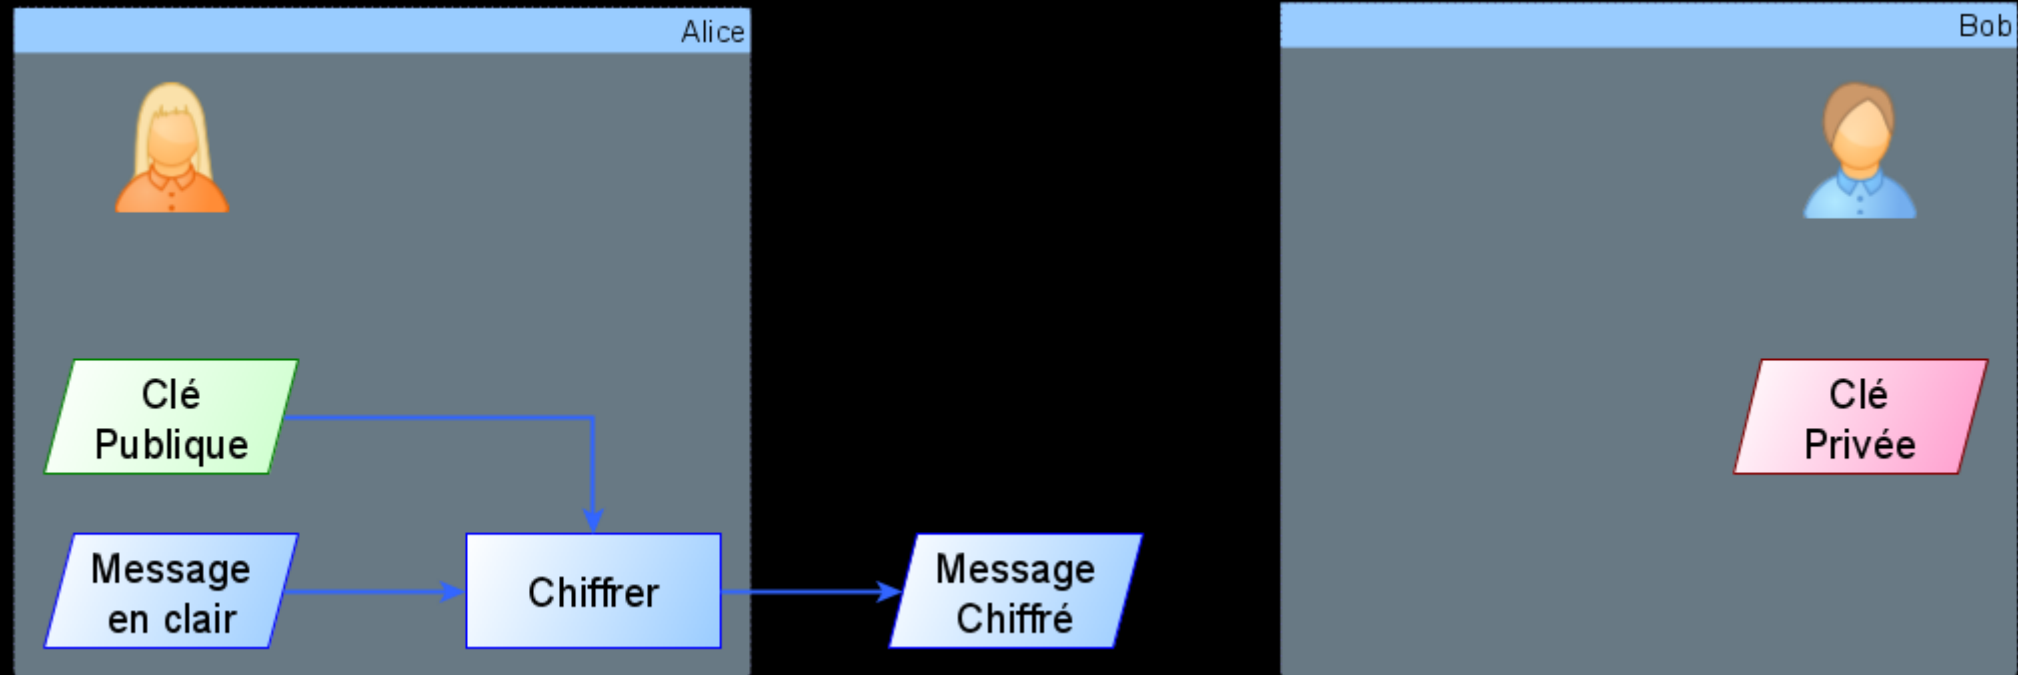 Alice
Bob
Clé
Publique
Clé
Privée
Message
en clair
Chiffrer
Message
Chiffré